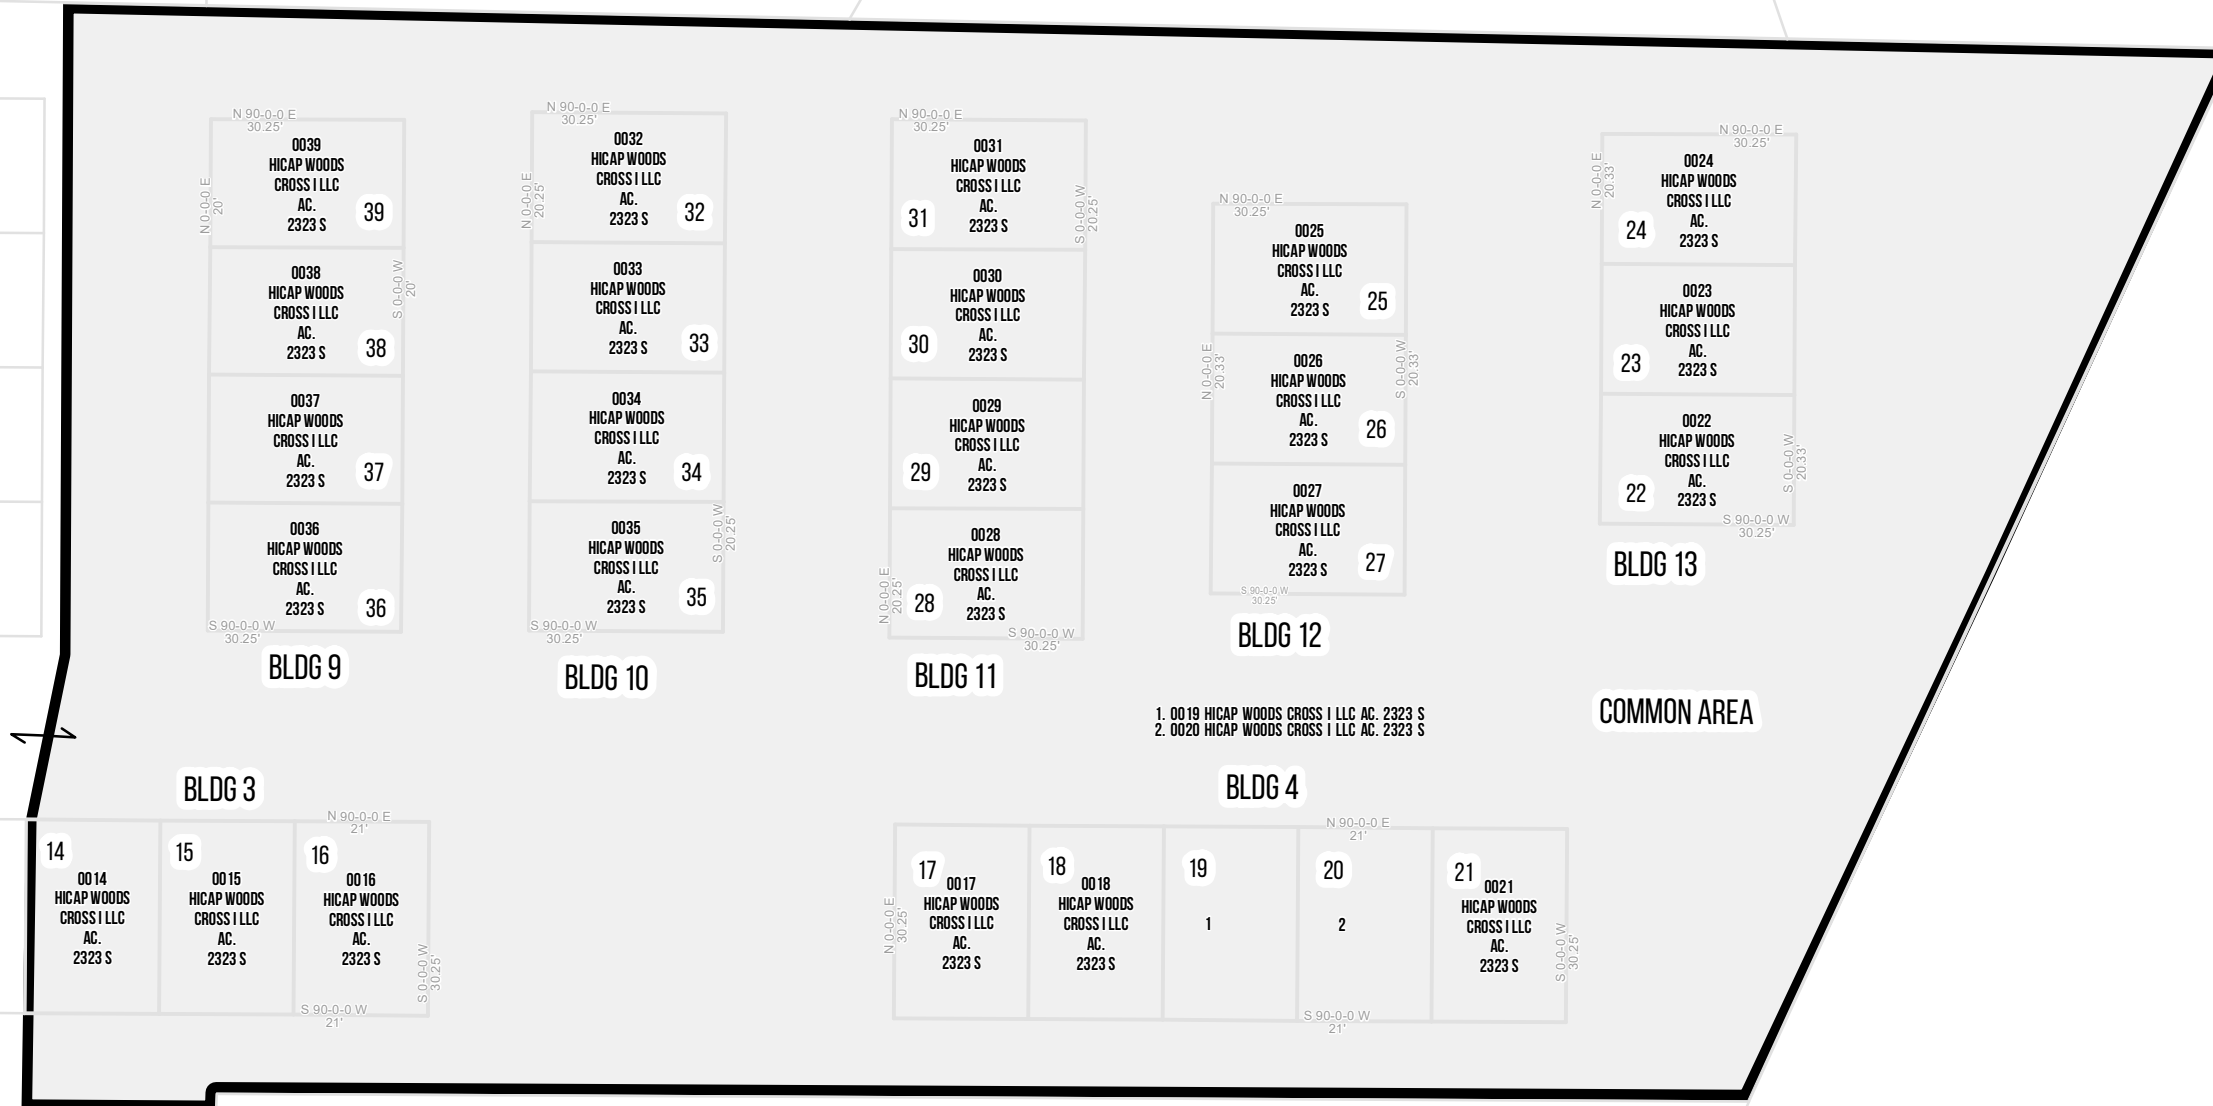 N 90-0-0 E
30.25'
N 0-0-0 E
20'
0039
HICAP WOODS
CROSS I LLC
AC.
2323 S
39
0038
HICAP WOODS
CROSS I LLC
AC.
2323 S
38
S 0-0-0 W
20'
0037
HICAP WOODS
CROSS I LLC
AC.
2323 S
37
0036
HICAP WOODS
CROSS I LLC
AC.
2323 S
36
S 90-0-0 W
30.25'
BLDG 9
N 90-0-0 E
30.25'
N 0-0-0 E
20.25'
0032
HICAP WOODS
CROSS I LLC
AC.
2323 S
32
0033
HICAP WOODS
CROSS I LLC
AC.
2323 S
33
0034
HICAP WOODS
CROSS I LLC
AC.
2323 S
34
0035
HICAP WOODS
CROSS I LLC
AC.
2323 S
35
S 0-0-0 W
20.25'
S 90-0-0 W
30.25'
BLDG 10
N 90-0-0 E
30.25'
0031
HICAP WOODS
CROSS I LLC
AC.
2323 S
31
S 0-0-0 W
20.25'
0030
HICAP WOODS
CROSS I LLC
AC.
2323 S
30
0029
HICAP WOODS
CROSS I LLC
AC.
2323 S
29
0028
HICAP WOODS
CROSS I LLC
AC.
2323 S
28
N 0-0-0 E
20.25'
S 90-0-0 W
30.25'
BLDG 11
N 90-0-0 E
30.25'
0025
HICAP WOODS
CROSS I LLC
AC.
2323 S
25
N 0-0-0 E
20.33'
0026
HICAP WOODS
CROSS I LLC
AC.
2323 S
26
S 0-0-0 W
20.33'
0027
HICAP WOODS
CROSS I LLC
AC.
2323 S
27
S 90-0-0 W
30.25'
BLDG 12
N 90-0-0 E
30.25'
N 0-0-0 E
20.33'
0024
HICAP WOODS
CROSS I LLC
AC.
2323 S
24
0023
HICAP WOODS
CROSS I LLC
AC.
2323 S
23
0022
HICAP WOODS
CROSS I LLC
AC.
2323 S
22
S 0-0-0 W
20.33'
S 90-0-0 W
30.25'
BLDG 13
COMMON AREA
1. 0019 HICAP WOODS CROSS I LLC AC. 2323 S
2. 0020 HICAP WOODS CROSS I LLC AC. 2323 S
BLDG 3
14
0014
HICAP WOODS
CROSS I LLC
AC.
2323 S
15
0015
HICAP WOODS
CROSS I LLC
AC.
2323 S
N 90-0-0 E
21'
16
0016
HICAP WOODS
CROSS I LLC
AC.
2323 S
S 0-0-0 W
30.25'
S 90-0-0 W
21'
BLDG 4
N 0-0-0 E
30.25'
17
0017
HICAP WOODS
CROSS I LLC
AC.
2323 S
18
0018
HICAP WOODS
CROSS I LLC
AC.
2323 S
19
1
N 90-0-0 E
21'
20
2
S 90-0-0 W
21'
21
0021
HICAP WOODS
CROSS I LLC
AC.
2323 S
S 0-0-0 W
30.25'